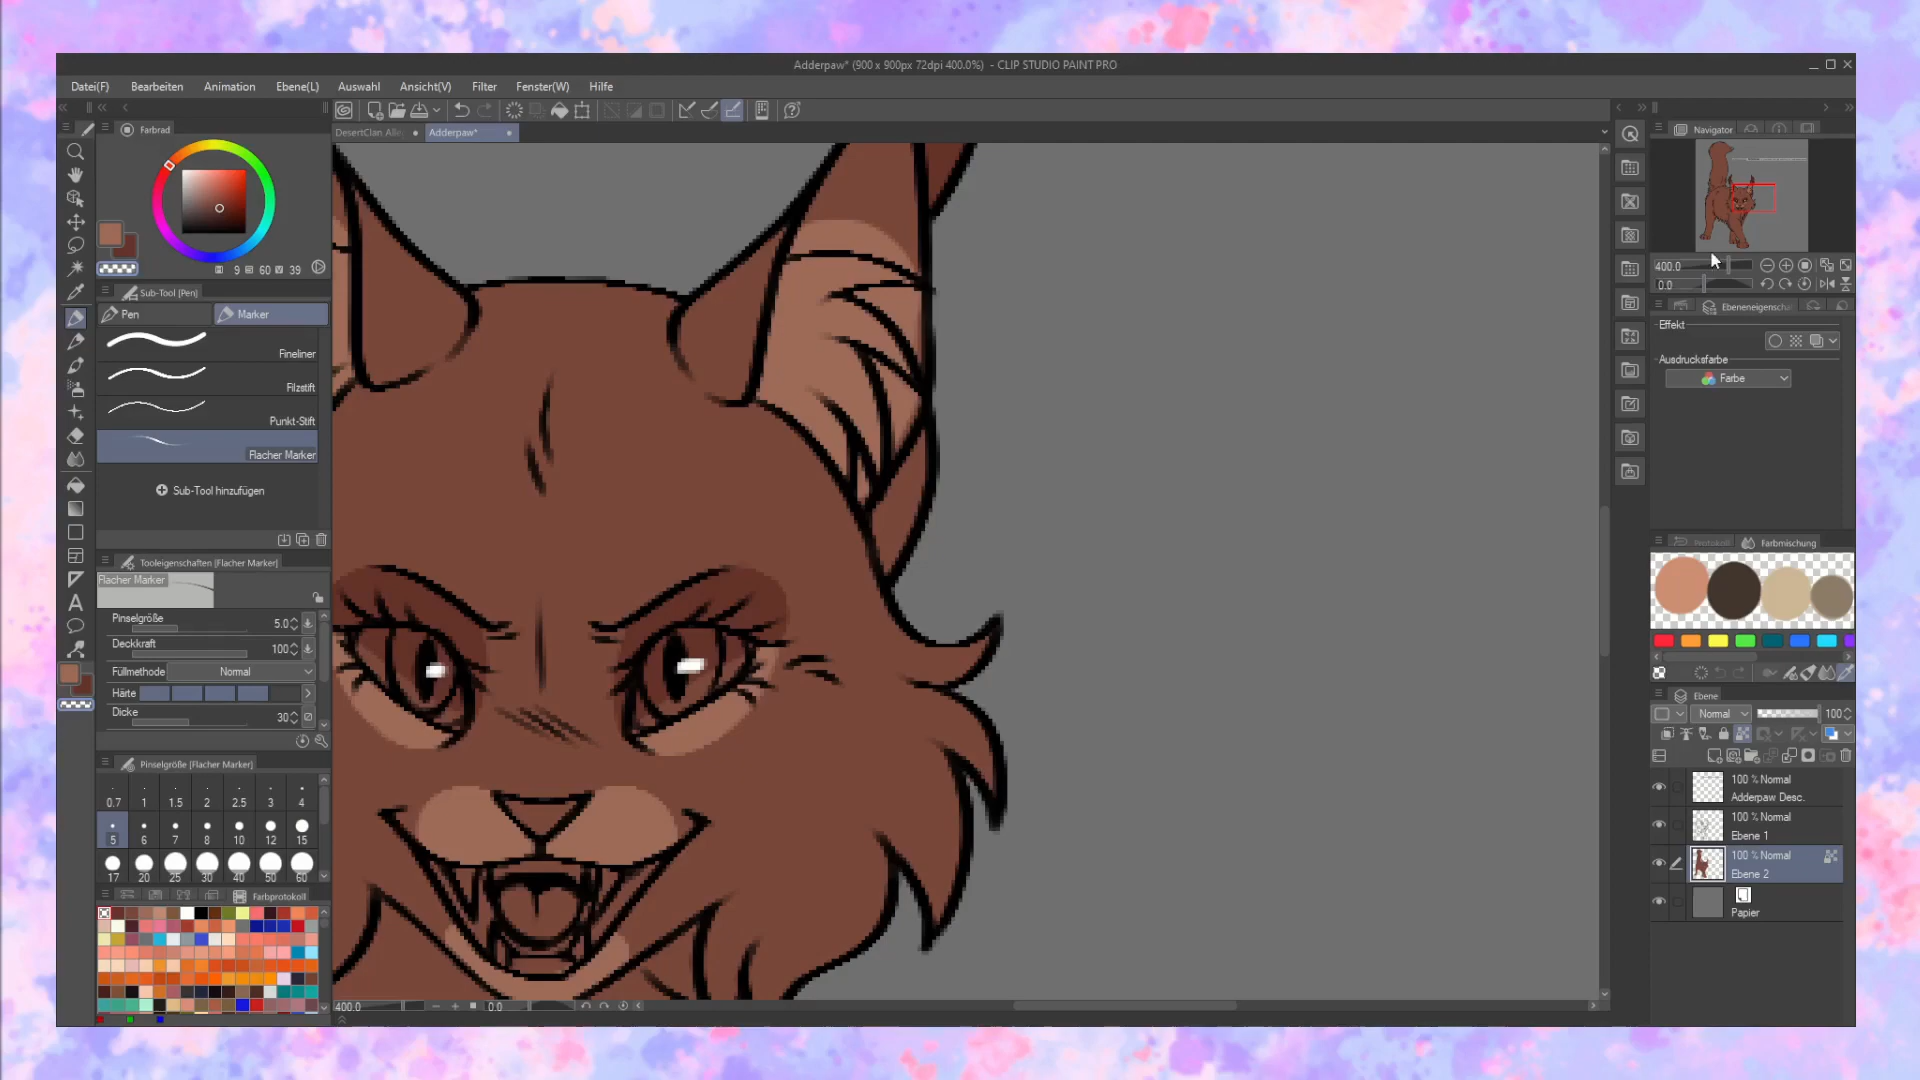 Adderpaw* (900 x 900px 72dpi 400.0%) - CLIP STUDIO PAINT PRO
Datei(F) Bearbeiten Animation Ebene(L) Auswahl Ansicht(V) Filter Fenster(W) Hilfe
Farbrad
DesertClan Alle
Adderpaw*
9 60 39
Sub-Tool [Pen]
Pen
Marker
Fineliner
Filzstift
Punkt-Stift
Flacher Marker
Sub-Tool hinzufügen
Tooleigenschaften [Flacher Marker]
Flacher Marker
Pinselgröße 5.0
Deckkraft 100
Füllmethode Normal
Härte
Dicke 30
Pinselgröße [Flacher Marker]
0.7 1 1.5 2 2.5 3 4
5 6 7 8 10 12 15
17 20 25 30 40 50 60
Farbprotokoll
400.0 0.0
Navigator
400.0
0.0
Ebeneneigenscha
Effekt
Ausdrucksfarbe
Farbe
Protokoll
Farbmischung
Ebene
Normal 100
100 % Normal
Adderpaw Desc.
100 % Normal
Ebene 1
100 % Normal
Ebene 2
Papier